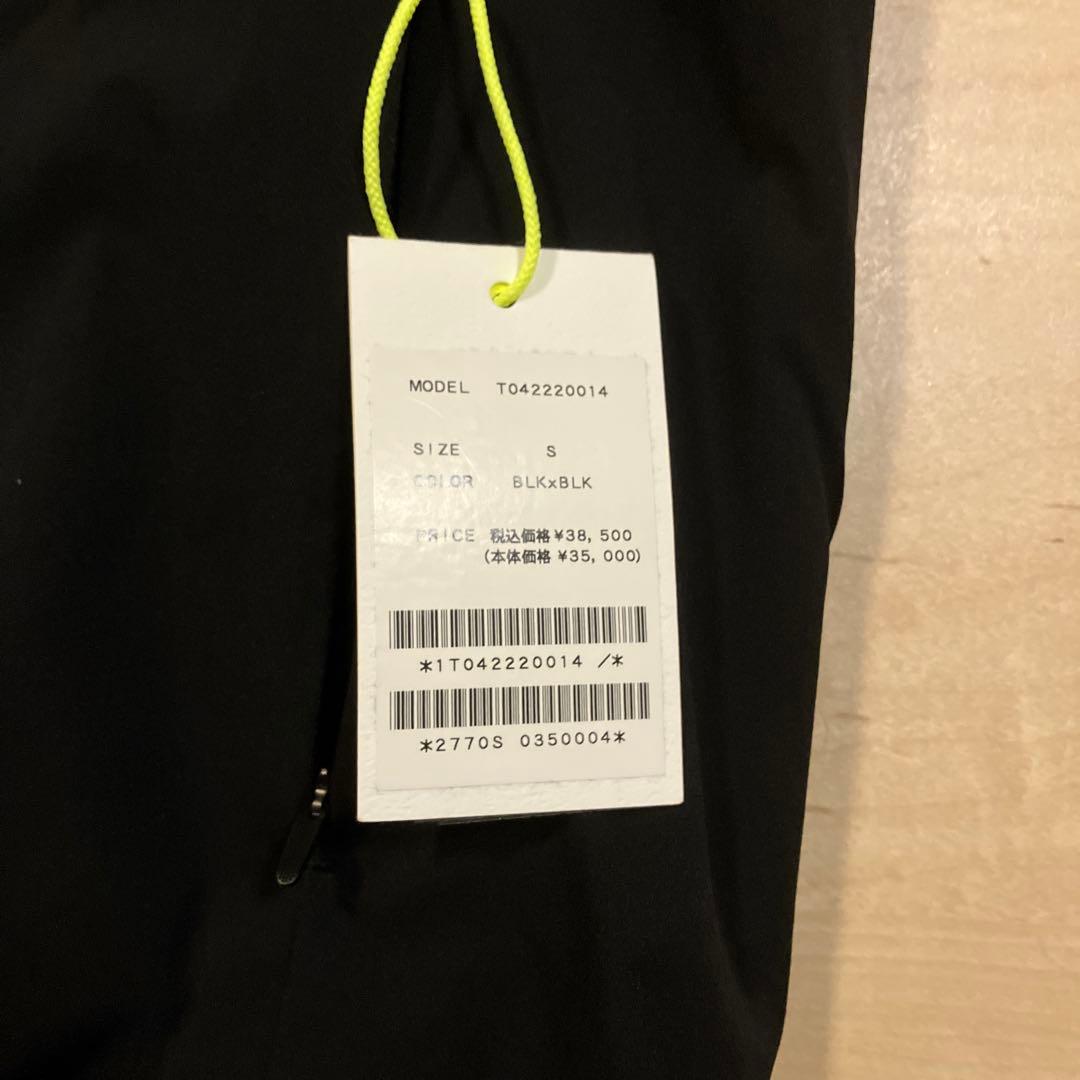 MODEL T042220014
SIZE S
COLOR BLKxBLK
PRICE 税込価格 ¥38,500
(本体価格 ¥35,000)
*1T042220014 /*
*2770S 0350004*